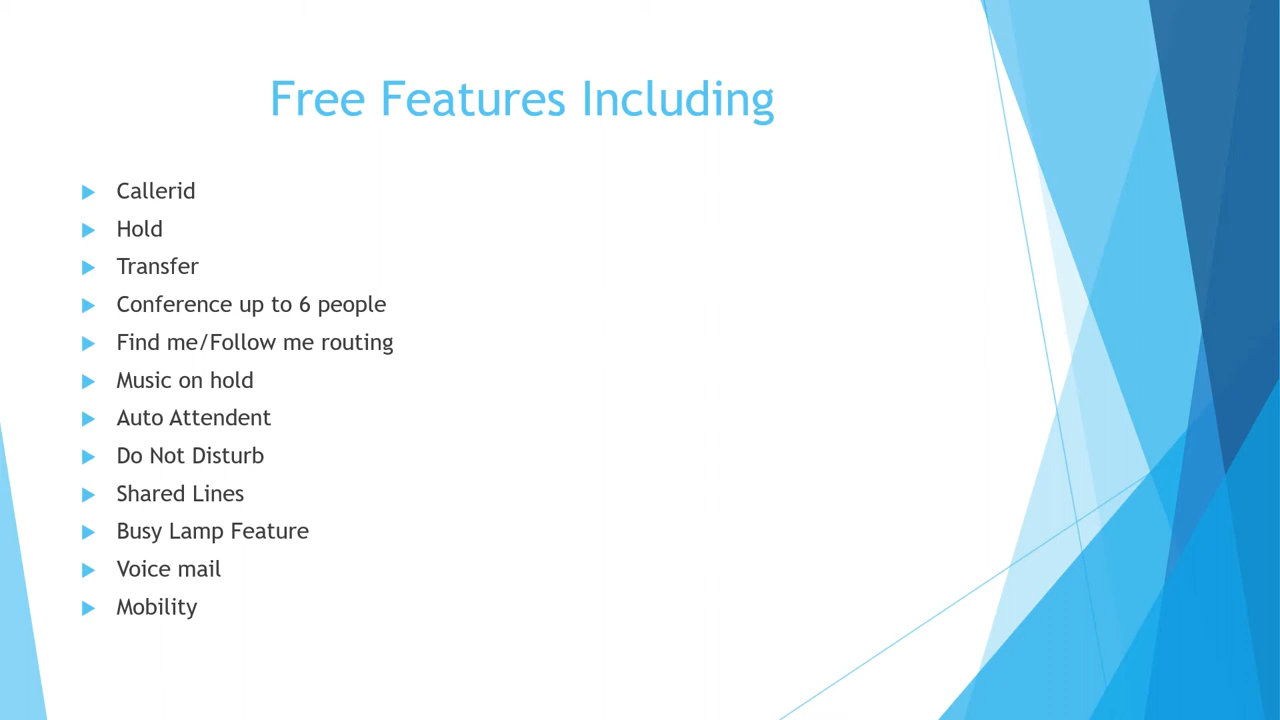 Free Features Including
Callerid
Hold
Transfer
Conference up to 6 people
Find me/Follow me routing
Music on hold
Auto Attendent
Do Not Disturb
Shared Lines
Busy Lamp Feature
Voice mail
Mobility